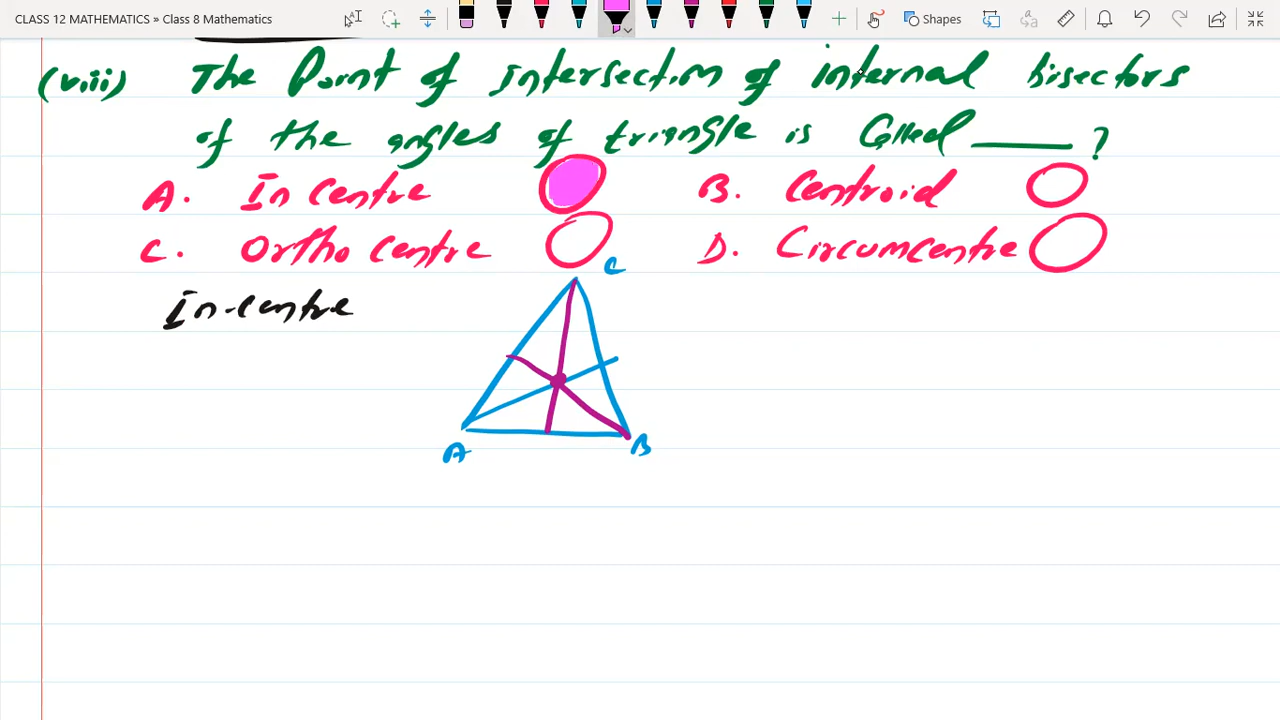 CLASS 12 MATHEMATICS » Class 8 Mathematics
Shapes
(viii) The Point of intersection of internal bisectors
of the angles of triangle is Called ______ ?
A. In Centre B. Centroid
C. Ortho Centre D. Circumcentre
C
In-centre
A B